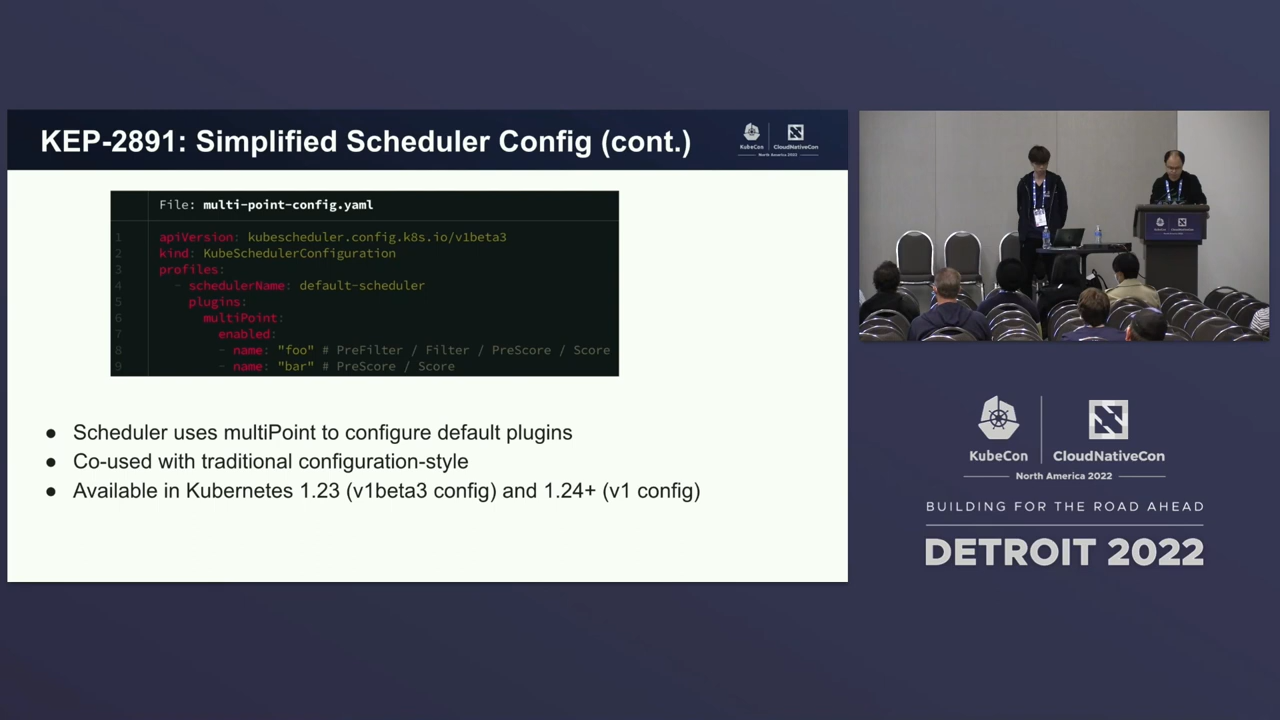 KEP-2891: Simplified Scheduler Config (cont.)
KubeCon
CloudNativeCon
North America 2022
File: multi-point-config.yaml
1 apiVersion: kubescheduler.config.k8s.io/v1beta3
2 kind: KubeSchedulerConfiguration
3 profiles:
4 - schedulerName: default-scheduler
5 plugins:
6 multiPoint:
7 enabled:
8 - name: "foo" # PreFilter / Filter / PreScore / Score
9 - name: "bar" # PreScore / Score
● Scheduler uses multiPoint to configure default plugins
● Co-used with traditional configuration-style
● Available in Kubernetes 1.23 (v1beta3 config) and 1.24+ (v1 config)
KubeCon
CloudNativeCon
North America 2022
BUILDING FOR THE ROAD AHEAD
DETROIT 2022